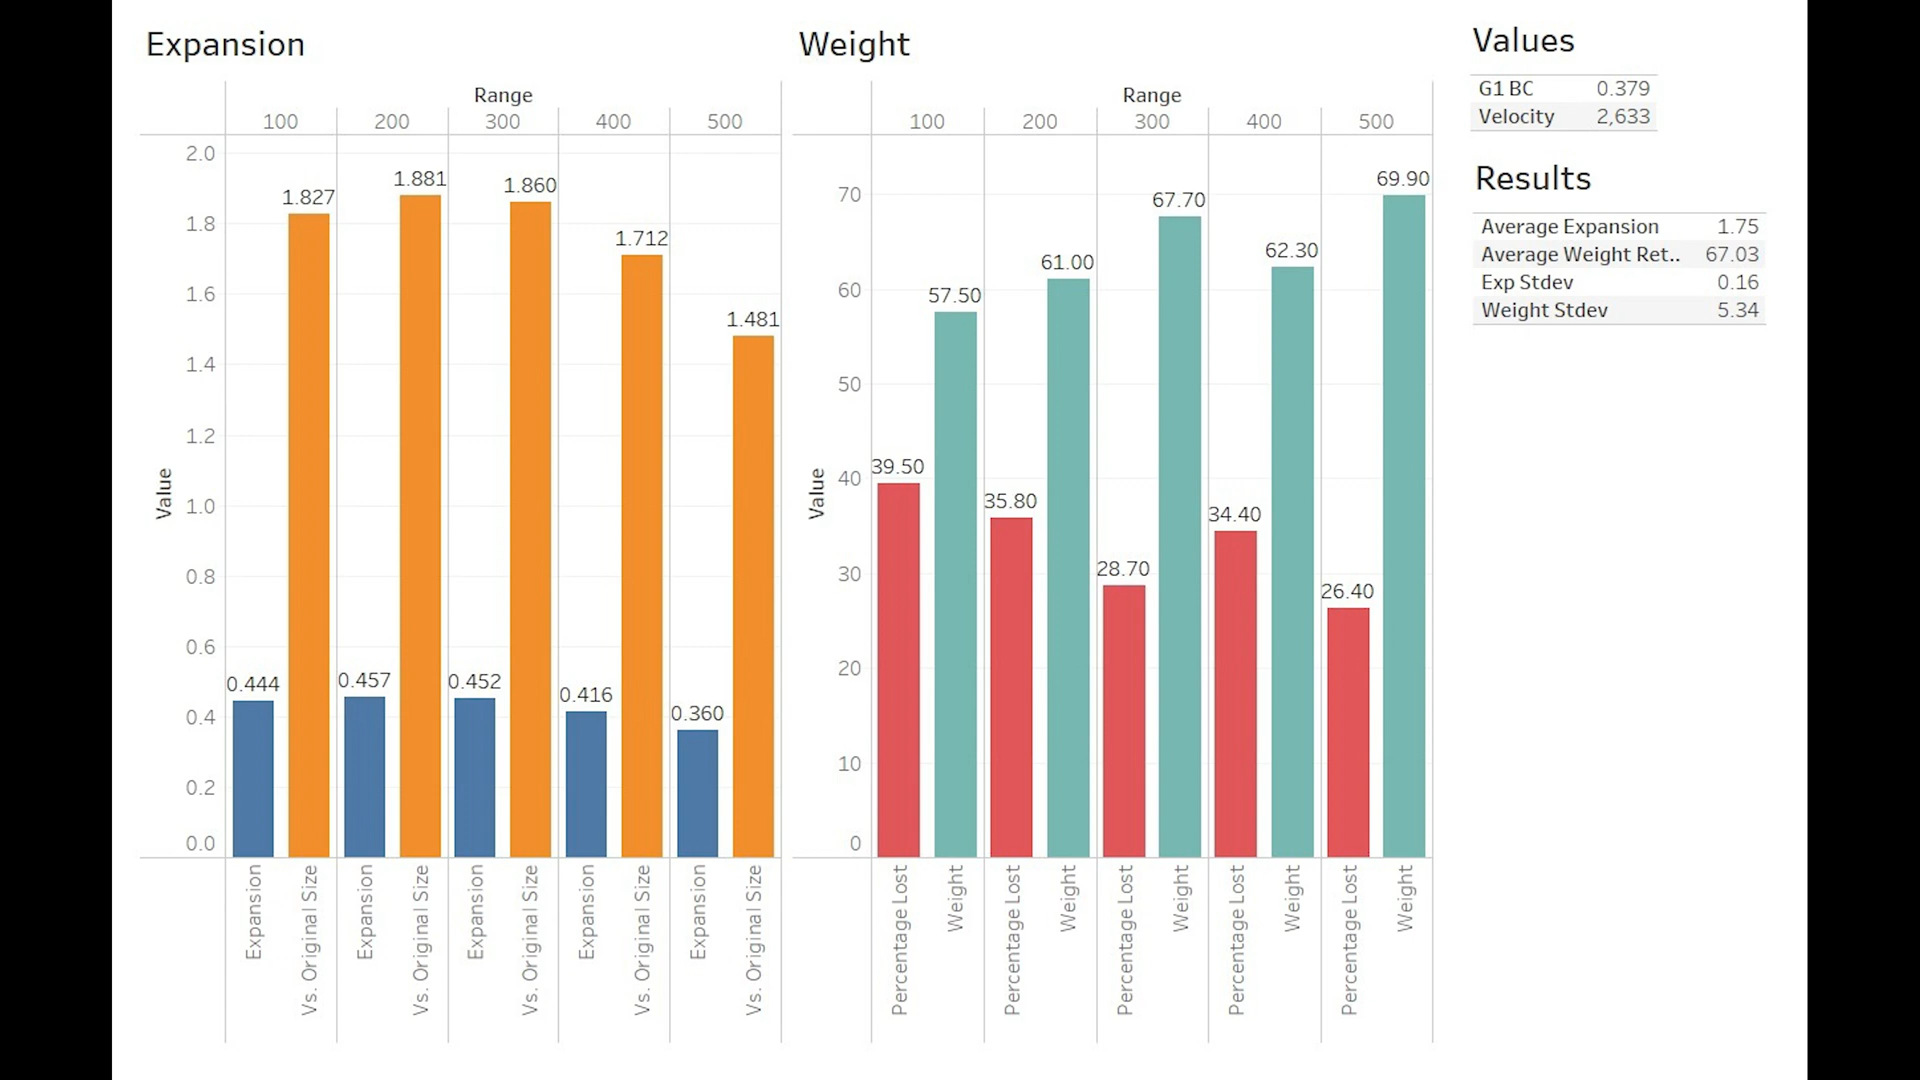 Expansion
Range
100 200 300 400 500
2.0
1.8
1.6
1.4
1.2
1.0
0.8
0.6
0.4
0.2
0.0
Value
1.827
1.881
1.860
1.712
1.481
0.444
0.457
0.452
0.416
0.360
Expansion
Vs. Original Size
Expansion
Vs. Original Size
Expansion
Vs. Original Size
Expansion
Vs. Original Size
Expansion
Vs. Original Size
Weight
Range
100 200 300 400 500
70
60
50
40
30
20
10
0
Value
39.50
57.50
35.80
61.00
28.70
67.70
34.40
62.30
26.40
69.90
Percentage Lost
Weight
Percentage Lost
Weight
Percentage Lost
Weight
Percentage Lost
Weight
Percentage Lost
Weight
Values
G1 BC 0.379
Velocity 2,633
Results
Average Expansion 1.75
Average Weight Ret.. 67.03
Exp Stdev 0.16
Weight Stdev 5.34